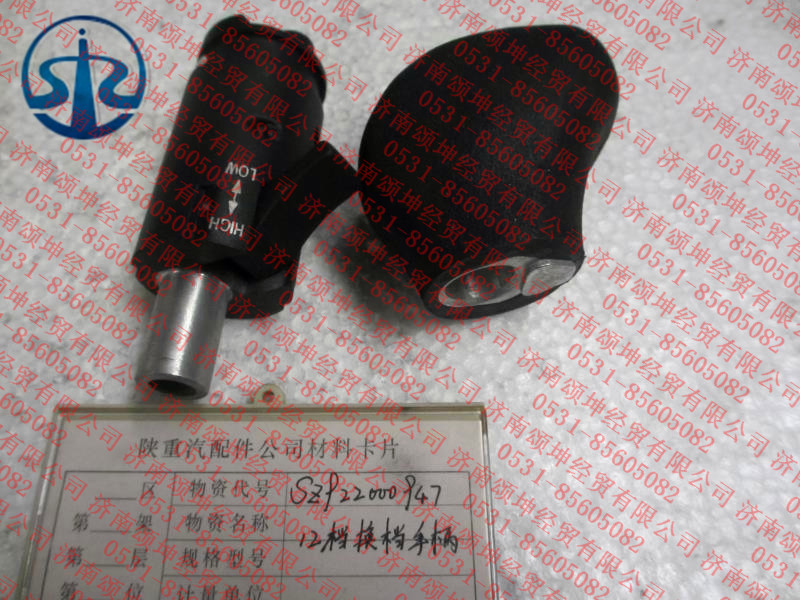 LOW
HIGH
济南颂坤经贸有限公司 0531-85605082
陕重汽配件公司材料卡片
区 物资代号 SZ922000947
第 架 物资名称 12档换档手柄
第 层 规格型号
第 位 计量单位